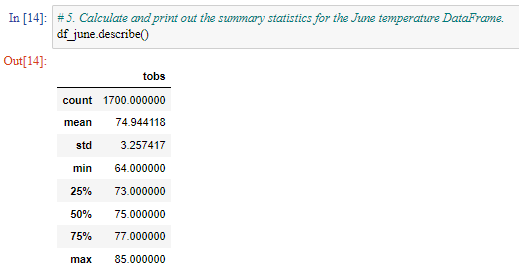 In [14]: # 5. Calculate and print out the summary statistics for the June temperature DataFrame.
df_june.describe()
Out[14]:
tobs
count 1700.000000
mean 74.944118
std 3.257417
min 64.000000
25% 73.000000
50% 75.000000
75% 77.000000
max 85.000000